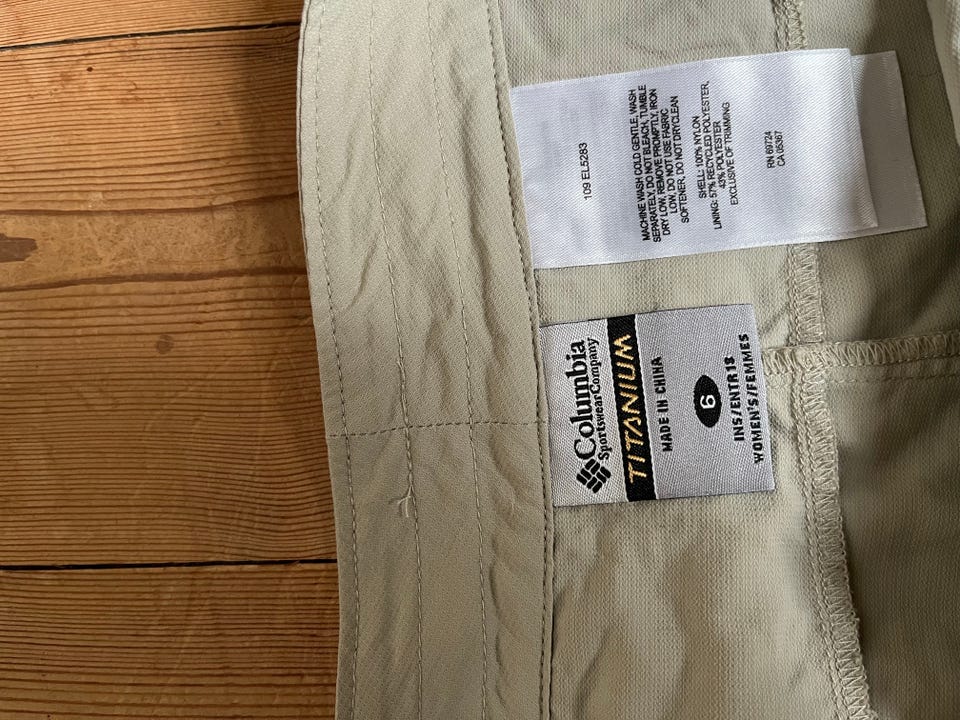 109 EL5283
MACHINE WASH COLD GENTLE, WASH
SEPARATELY, DO NOT BLEACH, TUMBLE
DRY LOW, REMOVE PROMPTLY, IRON
LOW, DO NOT USE FABRIC
SOFTENER, DO NOT DRYCLEAN
SHELL: 100% NYLON
LINING: 57% RECYCLED POLYESTER,
43% POLYESTER
EXCLUSIVE OF TRIMMING
RN 69724
CA 05367
Columbia
Sportswear Company
TITANIUM
MADE IN CHINA
6
INS/ENTR18
WOMEN'S/FEMMES